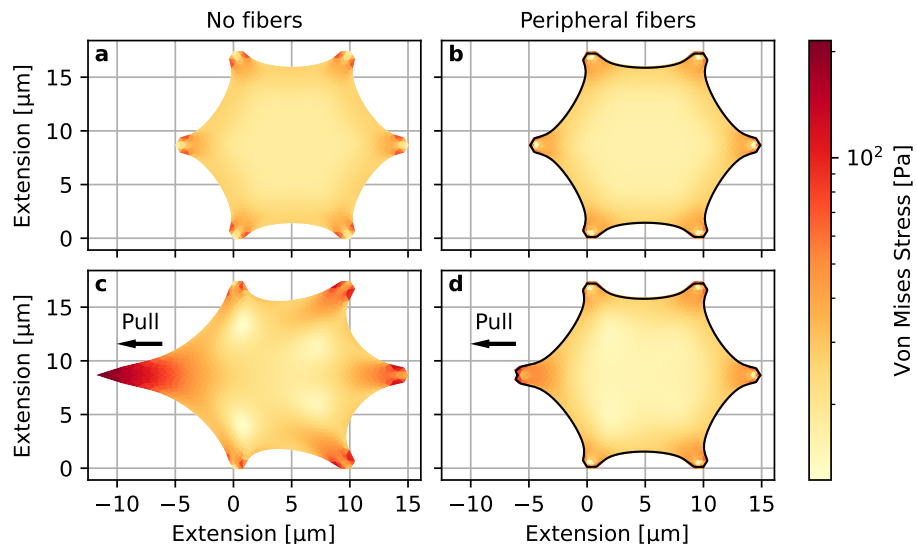 No fibers
Peripheral fibers
a
b
15
10
5
0
Extension [µm]
c
d
Pull
Pull
15
10
5
0
Extension [µm]
−10
−5
0
5
10
15
−10
−5
0
5
10
15
Extension [µm]
Extension [µm]
10²
Von Mises Stress [Pa]